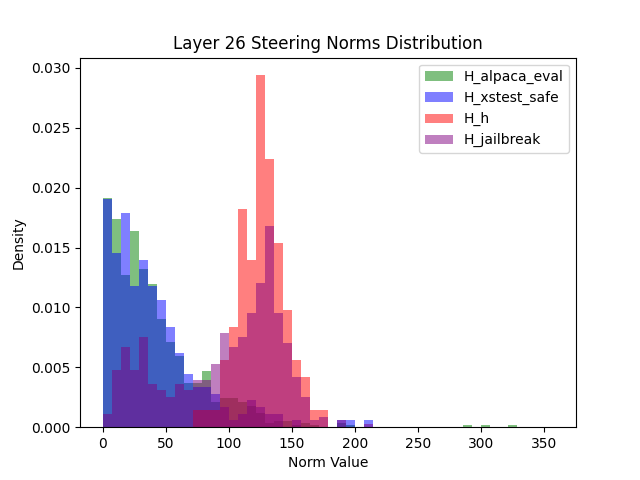 Layer 26 Steering Norms Distribution
H_alpaca_eval
H_xstest_safe
H_h
H_jailbreak
0.030
0.025
0.020
0.015
0.010
0.005
0.000
Density
0 50 100 150 200 250 300 350
Norm Value